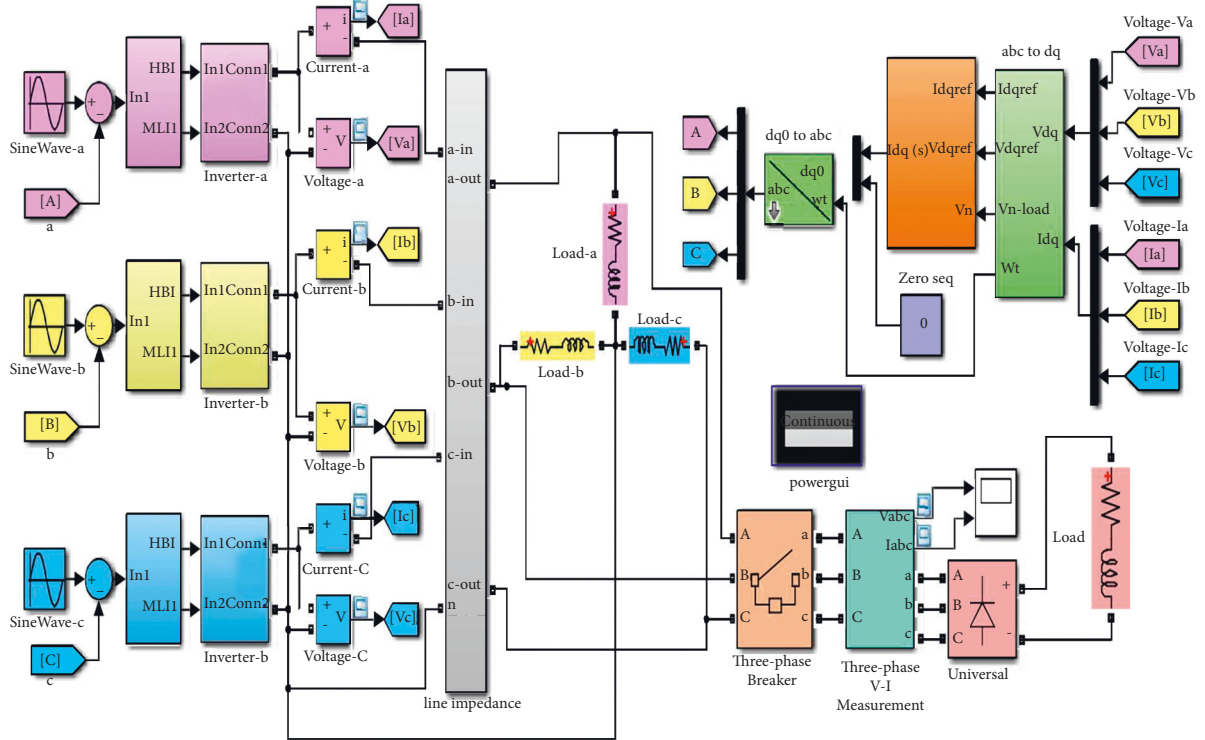 SineWave-a
+
−
[A]
a
In1
HBI
MLI1
In1Conn1
In2Conn2
Inverter-a
+
i
-
Current-a
[Ia]
+
V
-
Voltage-a
[Va]
SineWave-b
+
−
[B]
b
In1
HBI
MLI1
In1Conn1
In2Conn2
Inverter-b
+
i
-
Current-b
[Ib]
+
V
-
Voltage-b
[Vb]
SineWave-c
+
−
[C]
c
In1
HBI
MLI1
In1Conn1
In2Conn2
Inverter-b
+
i
-
Current-C
[Ic]
+
V
-
Voltage-C
[Vc]
a-in
a-out
b-in
b-out
c-in
c-out
n
line impedance
Load-a
Load-b
Load-c
A
B
C
dq0 to abc
dq0
abc
wt
Idqref
Idq (s)
Vdqref
Vn
Zero seq
0
abc to dq
Idqref
Vdq
Vdqref
Vn-load
Idq
Wt
Voltage-Va
[Va]
Voltage-Vb
[Vb]
Voltage-Vc
[Vc]
Voltage-Ia
[Ia]
Voltage-Ib
[Ib]
Voltage-Ic
[Ic]
Continuous
powergui
A
a
B
b
C
c
Three-phase
Breaker
Vabc
Iabc
A
a
B
b
C
c
Three-phase
V-I
Measurement
A
+
B
C
-
Universal
Load